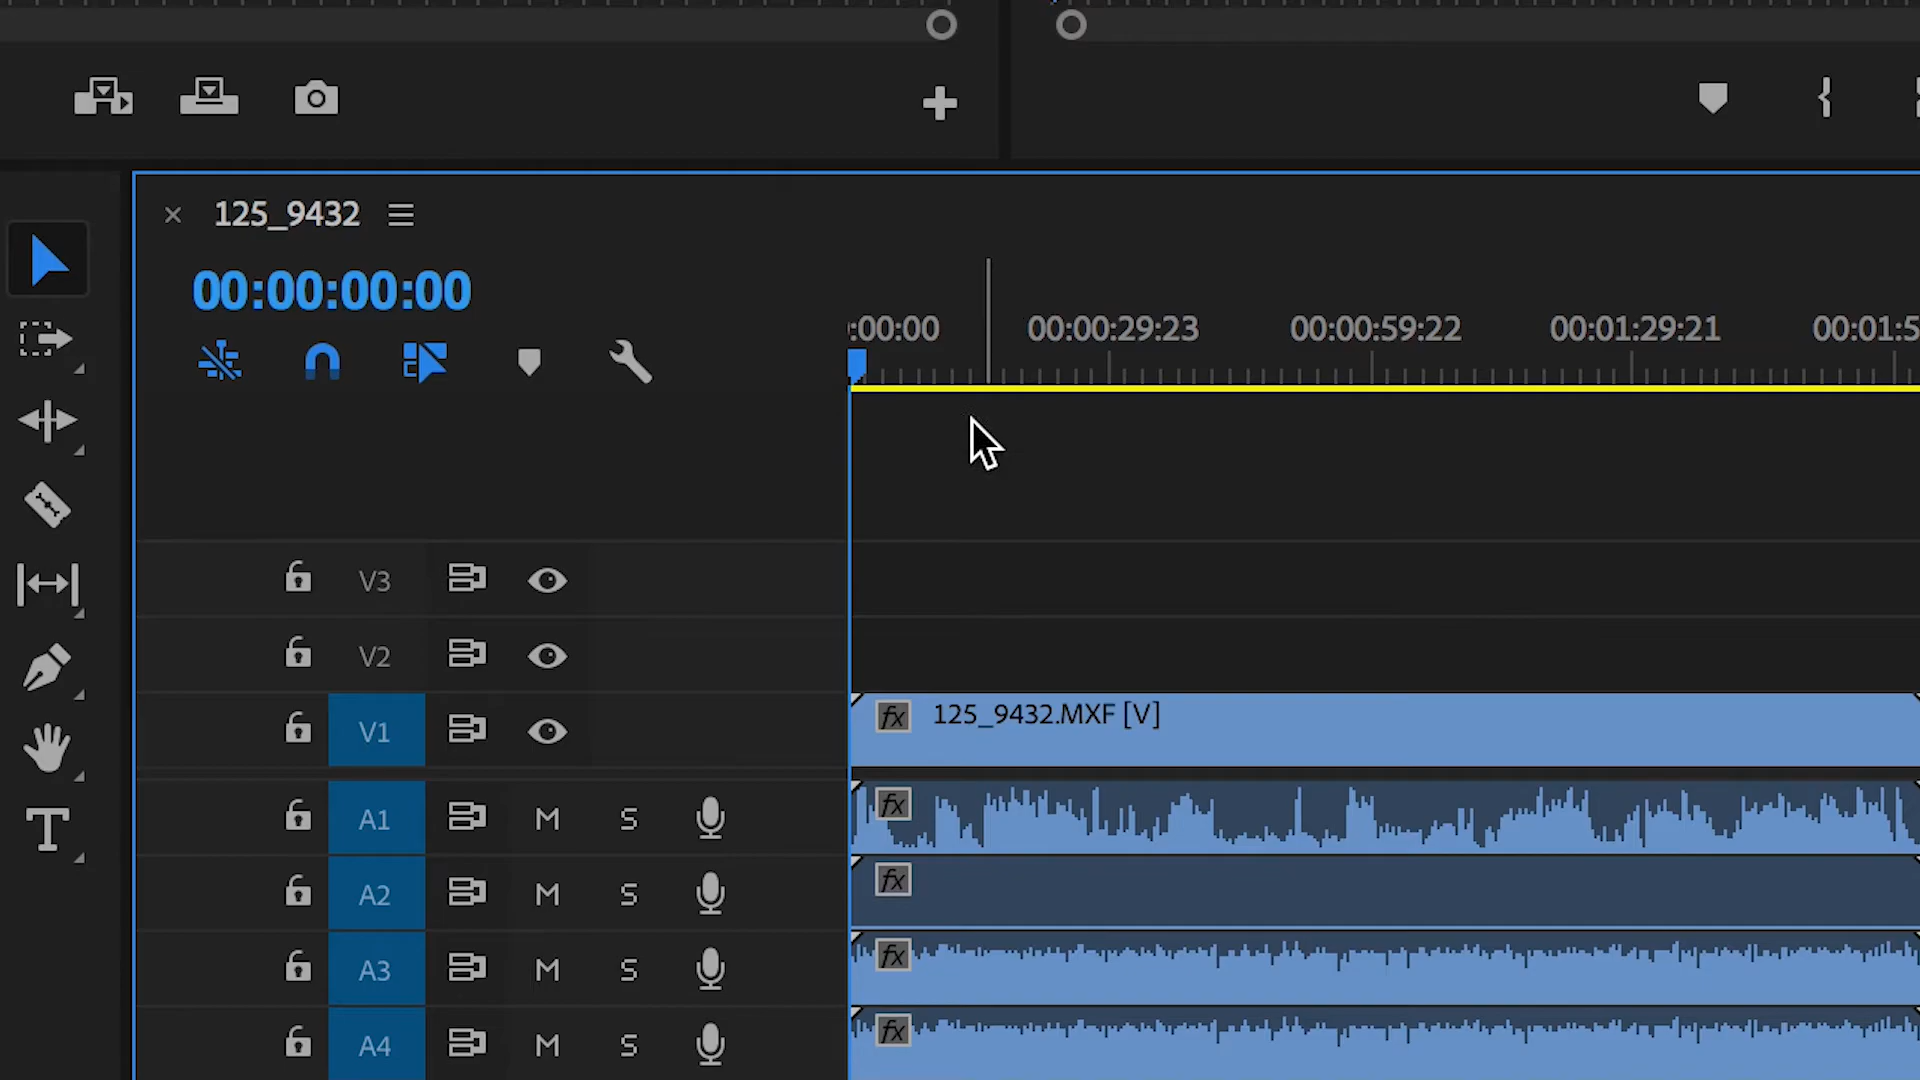 125_9432
00:00:00:00
:00:00 00:00:29:23 00:00:59:22 00:01:29:21 00:01:5
V3
V2
V1 fx 125_9432.MXF [V]
A1 M S fx
A2 M S fx
A3 M S fx
A4 M S fx
T